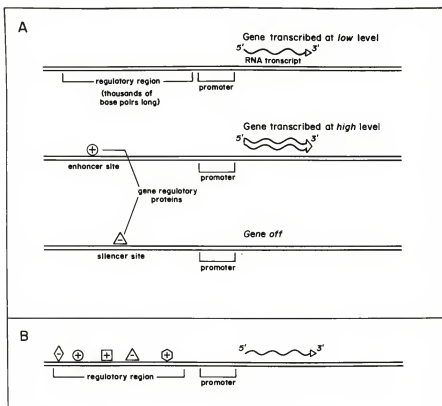 A
Gene transcribed at low level
5' 3'
RNA transcript
regulatory region
(thousands of
base pairs long)
promoter
Gene transcribed at high level
5' 3'
+
enhancer site
promoter
gene regulatory
proteins
-
Gene off
silencer site
promoter
B
5' 3'
- + + - +
regulatory region
promoter